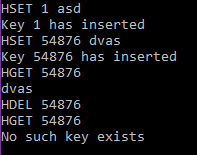 HSET 1 asd
Key 1 has inserted
HSET 54876 dvas
Key 54876 has inserted
HGET 54876
dvas
HDEL 54876
HGET 54876
No such key exists